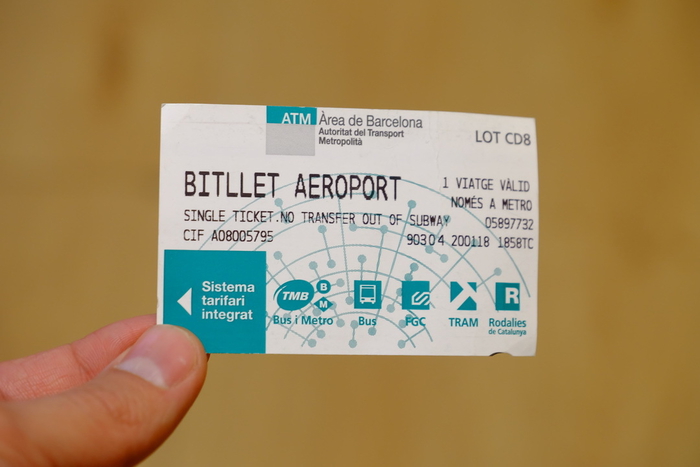 ATM Àrea de Barcelona
Autoritat del Transport
Metropolità
LOT CD8
BITLLET AEROPORT
1 VIATGE VÀLID
NOMÉS A METRO
SINGLE TICKET.NO TRANSFER OUT OF SUBWAY
05897732
CIF A08005795
90304 200118 1858TC
Sistema
tarifari
integrat
TMB
B
M
Bus i Metro
Bus
FGC
TRAM
R
Rodalies
de Catalunya